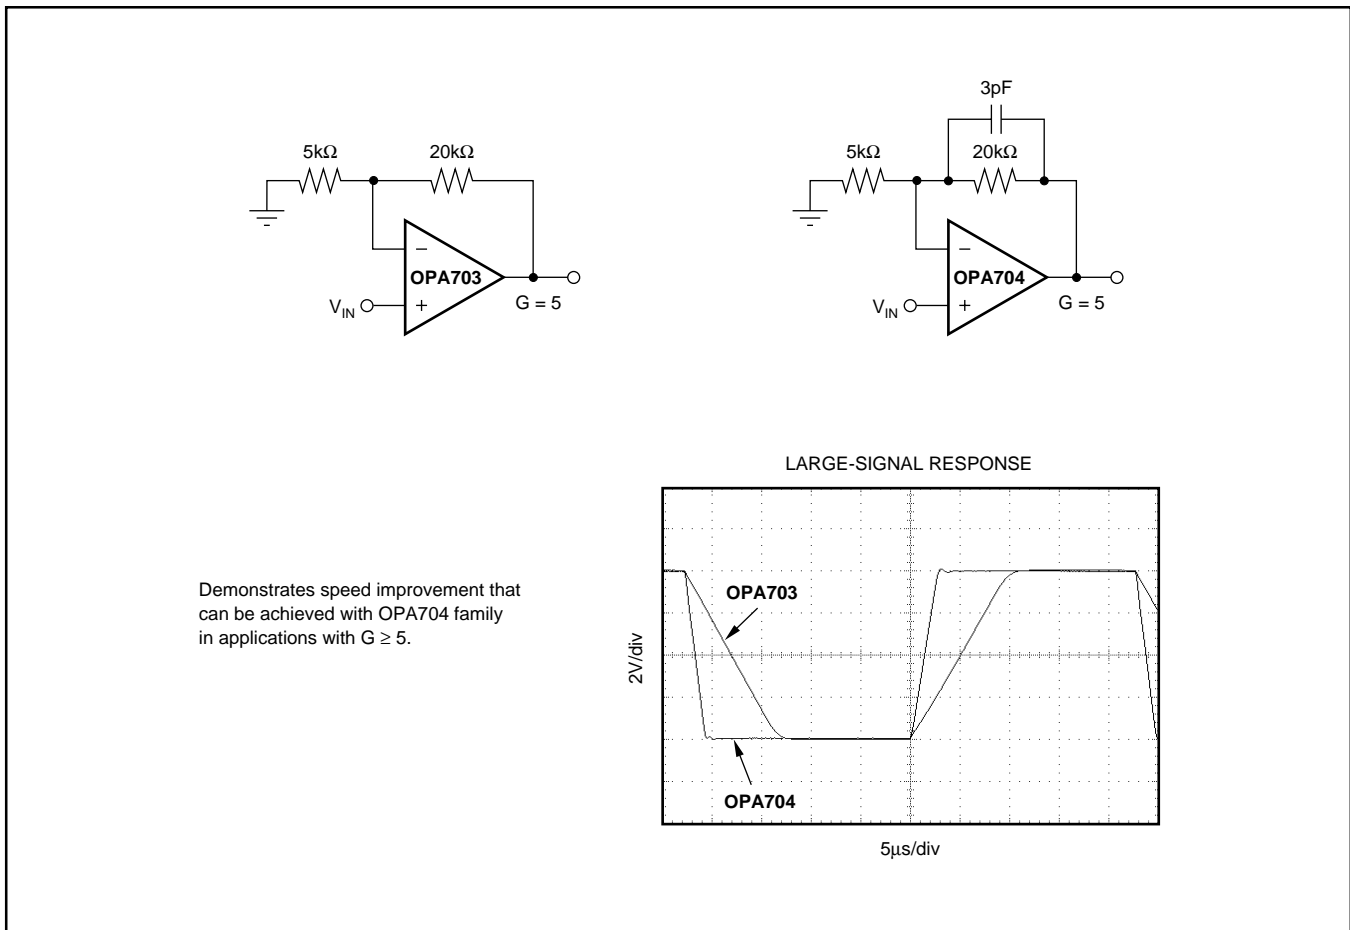 5kΩ
20kΩ
OPA703
−
+
V_IN
G = 5
3pF
5kΩ
20kΩ
OPA704
−
+
V_IN
G = 5
Demonstrates speed improvement that
can be achieved with OPA704 family
in applications with G ≥ 5.
LARGE-SIGNAL RESPONSE
2V/div
OPA703
OPA704
5μs/div